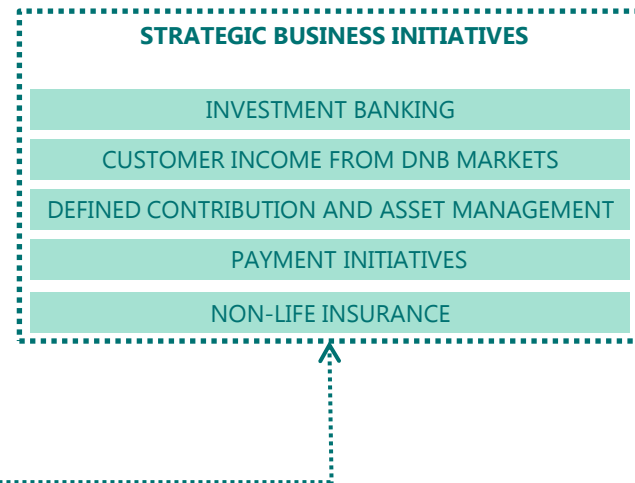 STRATEGIC BUSINESS INITIATIVES
INVESTMENT BANKING
CUSTOMER INCOME FROM DNB MARKETS
DEFINED CONTRIBUTION AND ASSET MANAGEMENT
PAYMENT INITIATIVES
NON-LIFE INSURANCE